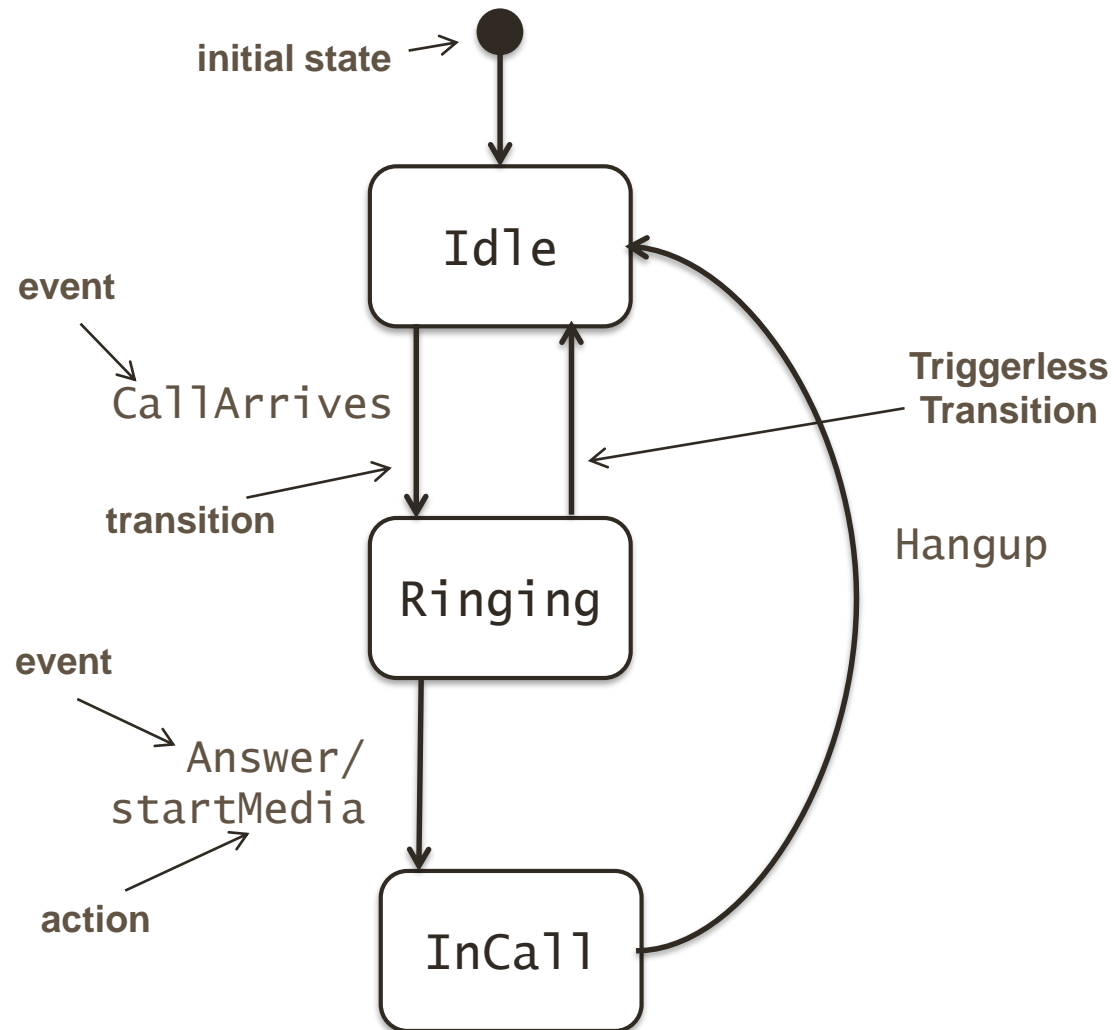 initial state
Idle
event
CallArrives
Triggerless
Transition
transition
Hangup
Ringing
event
Answer/
startMedia
action
InCall